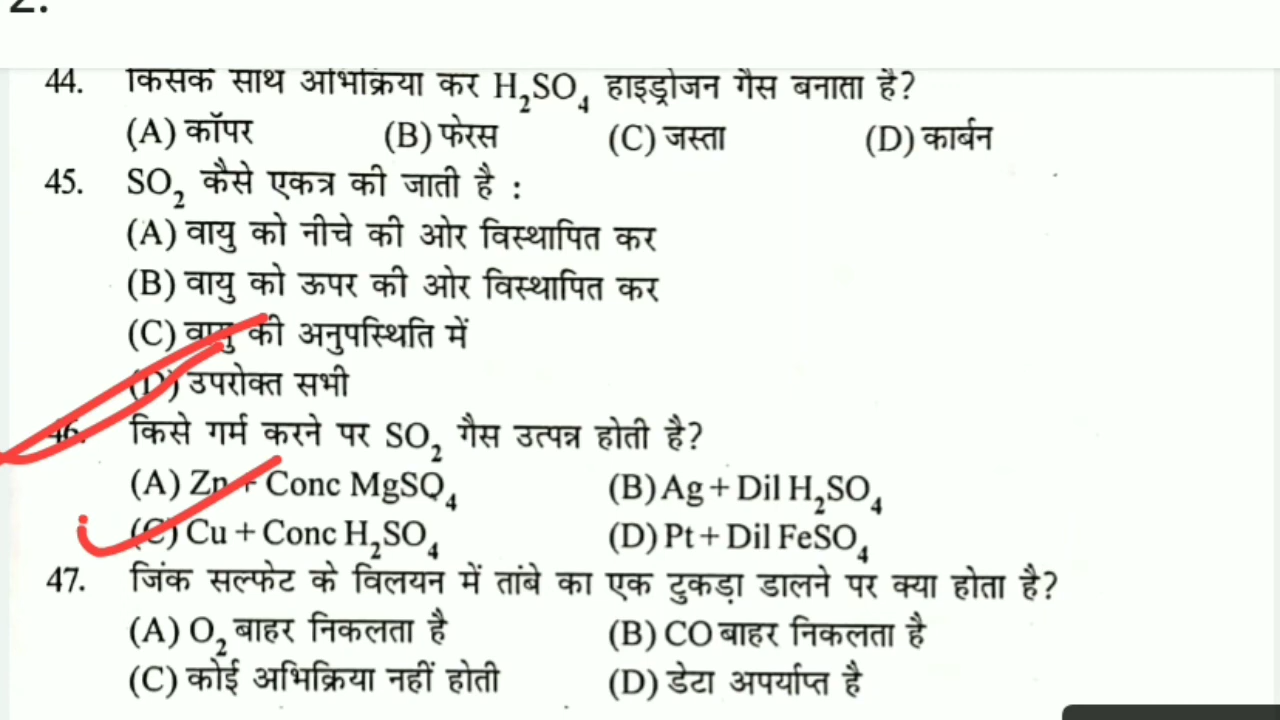 2.
44. किसके साथ अभिक्रिया कर H₂SO₄ हाइड्रोजन गैस बनाता है?
(A) कॉपर (B) फेरस (C) जस्ता (D) कार्बन
45. SO₂ कैसे एकत्र की जाती है :
(A) वायु को नीचे की ओर विस्थापित कर
(B) वायु को ऊपर की ओर विस्थापित कर
(C) वायु की अनुपस्थिति में
(D) उपरोक्त सभी
46. किसे गर्म करने पर SO₂ गैस उत्पन्न होती है?
(A) Zn + Conc MgSO₄ (B) Ag + Dil H₂SO₄
(C) Cu + Conc H₂SO₄ (D) Pt + Dil FeSO₄
47. जिंक सल्फेट के विलयन में तांबे का एक टुकड़ा डालने पर क्या होता है?
(A) O₂ बाहर निकलता है (B) CO बाहर निकलता है
(C) कोई अभिक्रिया नहीं होती (D) डेटा अपर्याप्त है